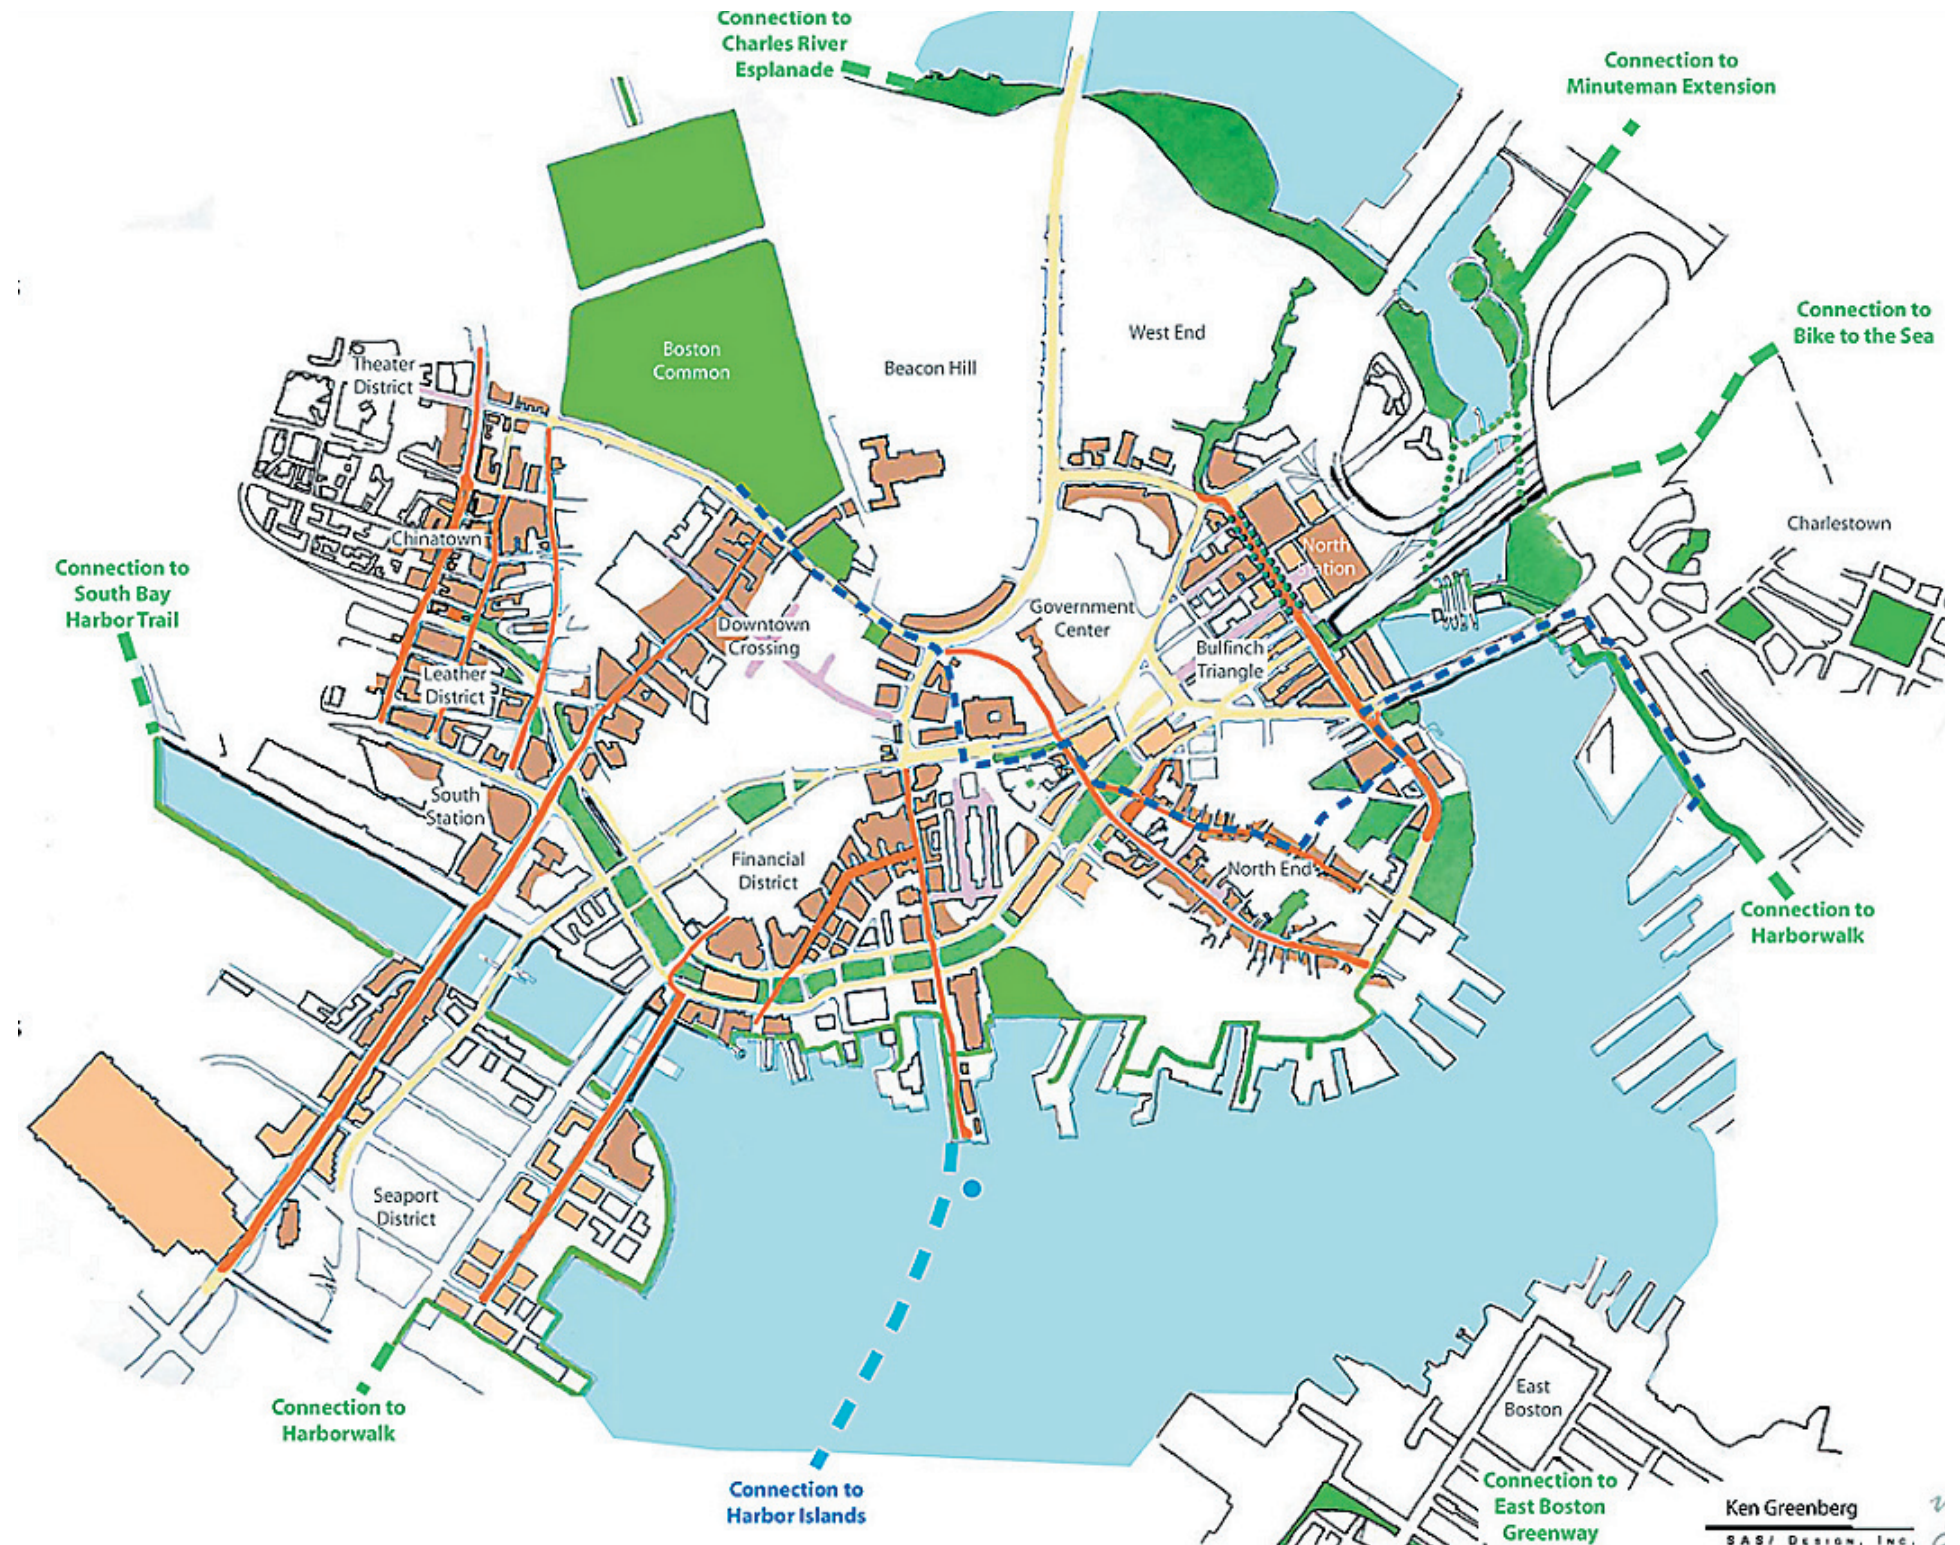 Connection to
Charles River
Esplanade
Connection to
Minuteman Extension
Connection to
Bike to the Sea
West End
Boston
Common
Beacon Hill
Theater
District
Charlestown
Chinatown
North
Station
Connection to
South Bay
Harbor Trail
Government
Center
Downtown
Crossing
Bulfinch
Triangle
Leather
District
South
Station
Financial
District
North End
Connection to
Harborwalk
Seaport
District
Connection to
Harborwalk
Connection to
Harbor Islands
East
Boston
Connection to
East Boston
Greenway
Ken Greenberg
SAS/ DESIGN, INC.